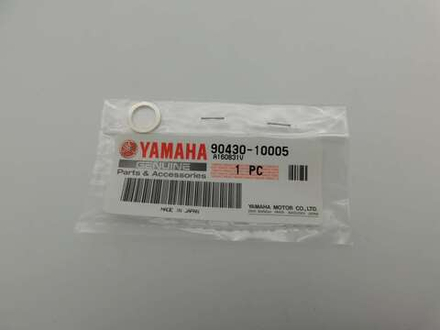 YAMAHA
GENUINE
Parts & Accessories
90430-10005
A160831V
1 PC
MADE IN JAPAN
YAMAHA MOTOR CO.,LTD.